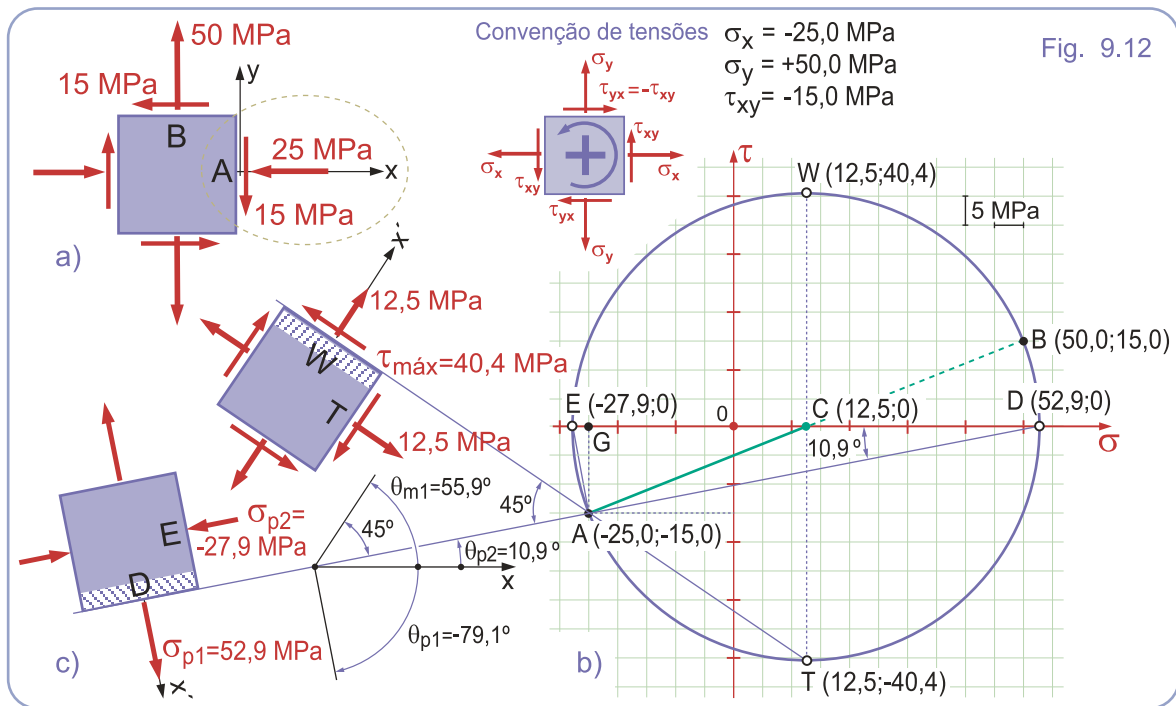 Fig. 9.12
Convenção de tensões
σx = -25,0 MPa
σy = +50,0 MPa
τxy = -15,0 MPa
50 MPa
15 MPa
y
B
A
25 MPa
x
15 MPa
a)
σy
τyx=-τxy
τxy
σx
σx
τxy
τyx
σy
x'
12,5 MPa
W
τmáx=40,4 MPa
T
12,5 MPa
τ
W (12,5;40,4)
5 MPa
B (50,0;15,0)
D (52,9;0)
E (-27,9;0)
0
C (12,5;0)
G
10,9º
σ
45º
A (-25,0;-15,0)
T (12,5;-40,4)
b)
θm1=55,9º
45º
θp2=10,9º
x
θp1=-79,1º
σp2=
-27,9 MPa
E
D
σp1=52,9 MPa
x'
c)